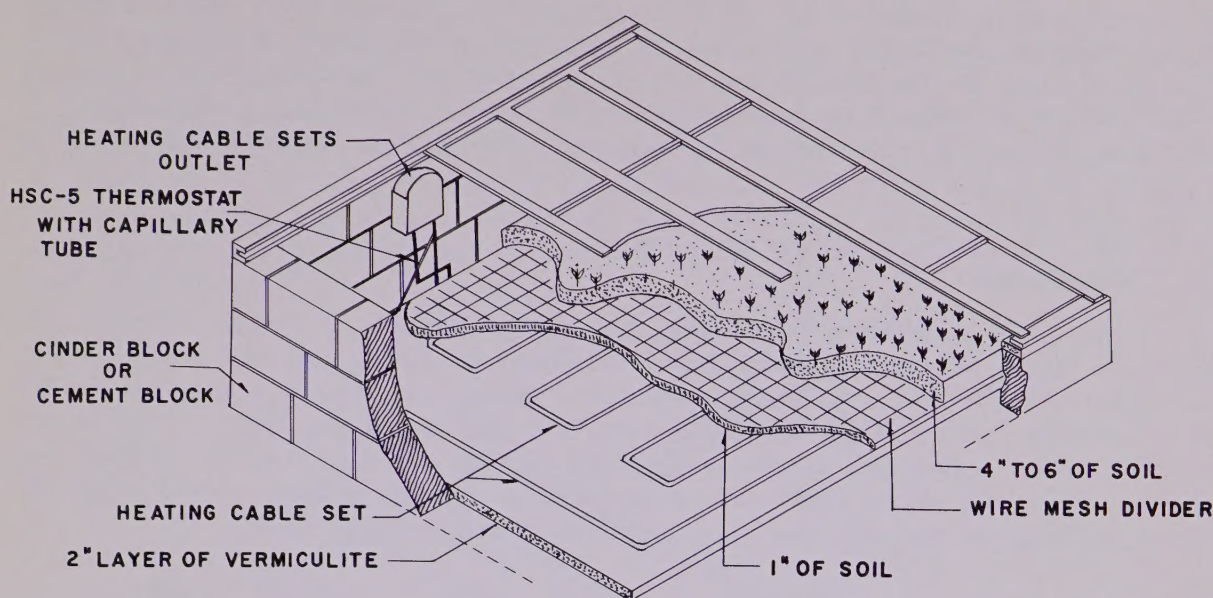 HEATING CABLE SETS
OUTLET
HSC-5 THERMOSTAT
WITH CAPILLARY
TUBE
CINDER BLOCK
OR
CEMENT BLOCK
HEATING CABLE SET
2" LAYER OF VERMICULITE
4" TO 6" OF SOIL
WIRE MESH DIVIDER
1" OF SOIL